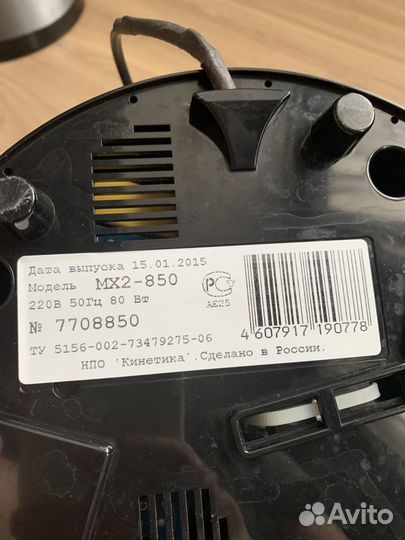 Дата выпуска 15.01.2015
Модель МХ2-850
220В 50Гц 80 Вт
АЕ25
№ 7708850
4 607917 190778
ТУ 5156-002-73479275-06
НПО 'Кинетика'.Сделано в России.
Avito